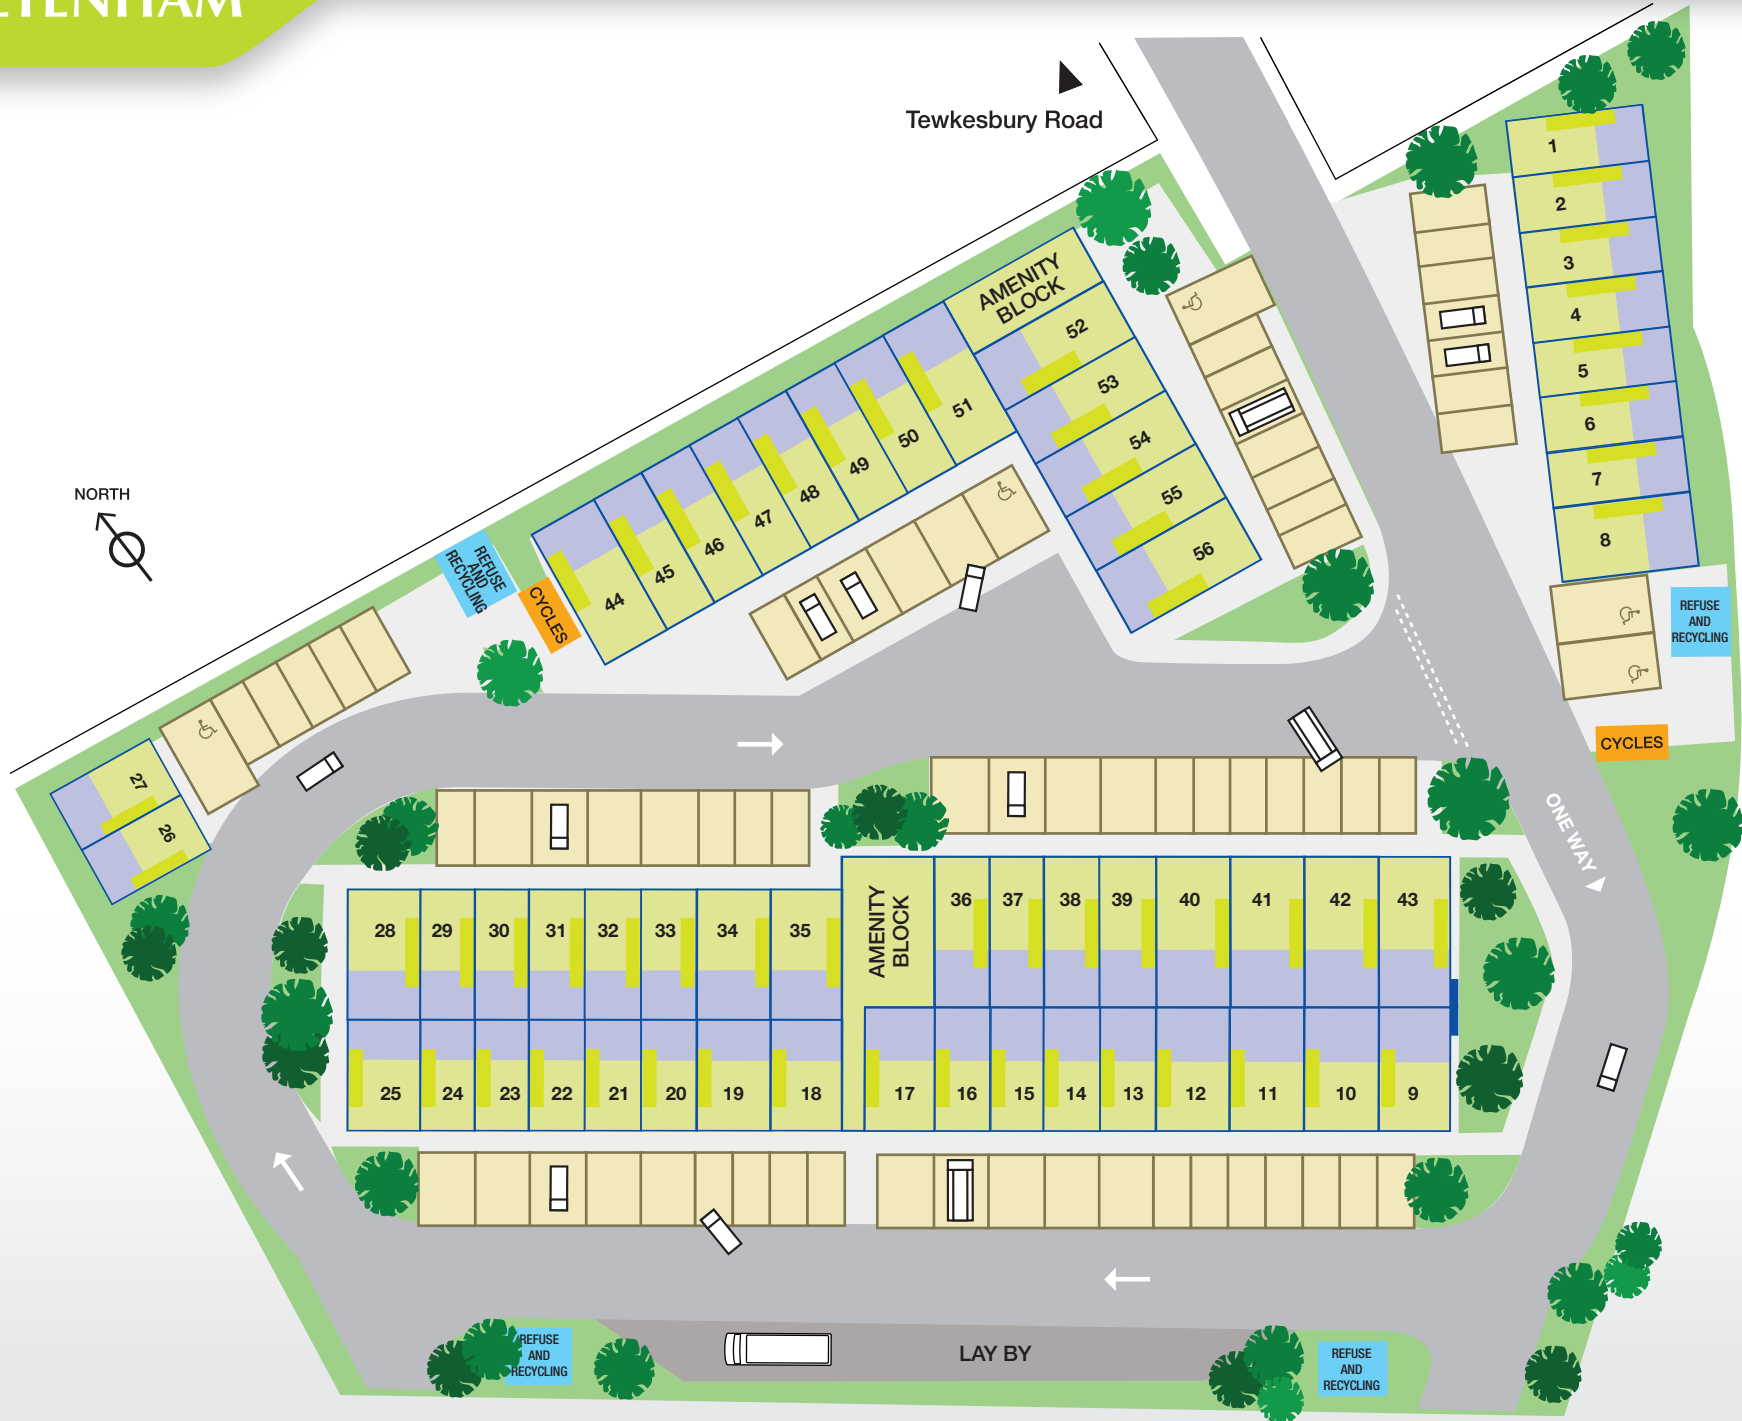 Tewkesbury Road
NORTH
1
2
3
4
5
6
7
8
REFUSE
AND
RECYCLING
CYCLES
AMENITY
BLOCK
52
53
54
55
56
51
50
49
48
47
46
45
44
REFUSE
AND
RECYCLING
CYCLES
27
26
ONE WAY
28 29 30 31 32 33 34 35
AMENITY
BLOCK
36 37 38 39 40 41 42 43
25 24 23 22 21 20 19 18
17 16 15 14 13 12 11 10 9
REFUSE
AND
RECYCLING
LAY BY
REFUSE
AND
RECYCLING